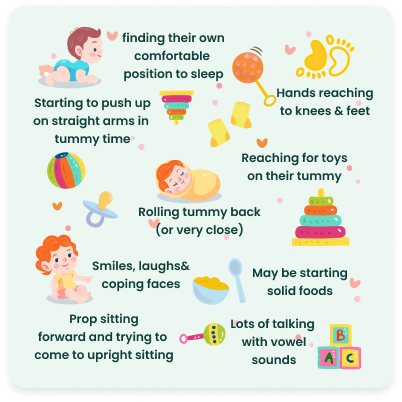 finding their own
comfortable
position to sleep
Hands reaching
to knees & feet
Starting to push up
on straight arms in
tummy time
Reaching for toys
on their tummy
Rolling tummy back
(or very close)
Smiles, laughs&
coping faces
May be starting
solid foods
Prop sitting
forward and trying to
come to upright sitting
Lots of talking
with vowel
sounds
B
A C